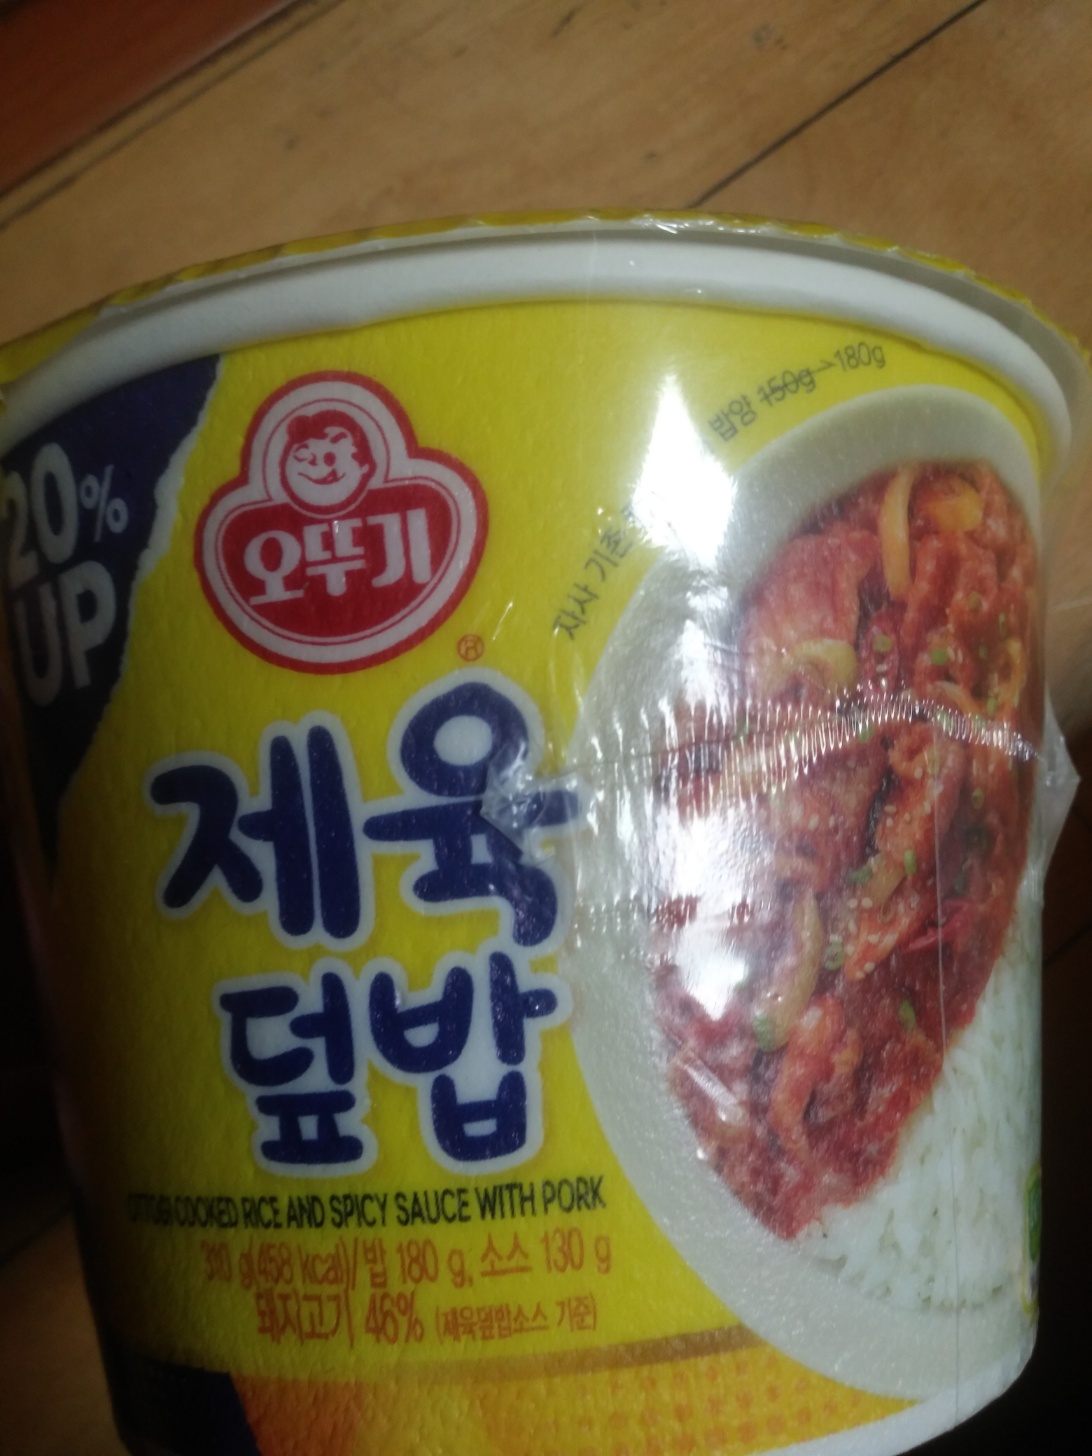 20%
UP
오뚜기
밥양 150g→180g
자사 기존
제육
덮밥
OTTOGI COOKED RICE AND SPICY SAUCE WITH PORK
310 g(458 kcal)/밥 180 g, 소스 130 g
돼지고기 46% (제육덮밥소스 기준)